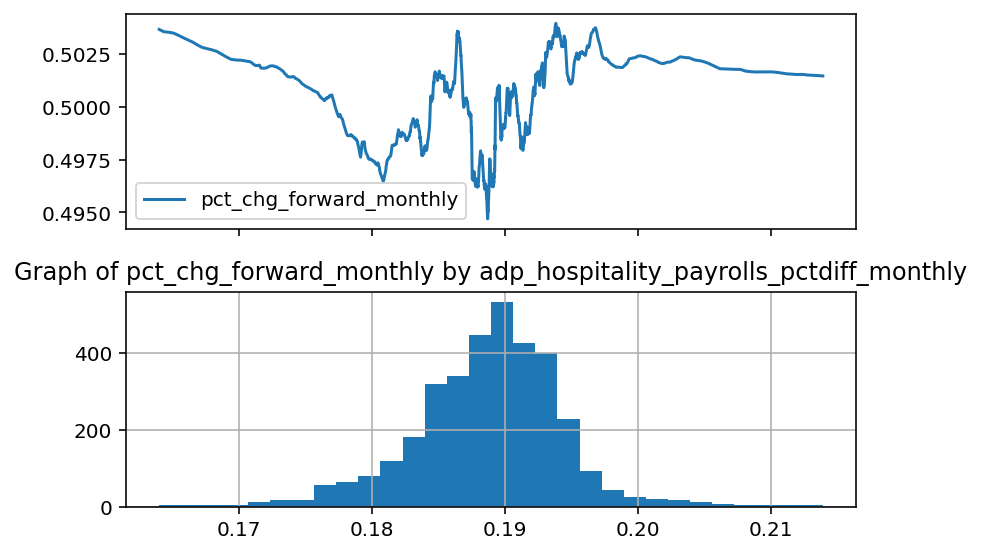 0.5025
0.5000
0.4975
0.4950
pct_chg_forward_monthly
Graph of pct_chg_forward_monthly by adp_hospitality_payrolls_pctdiff_monthly
400
200
0
0.17 0.18 0.19 0.20 0.21